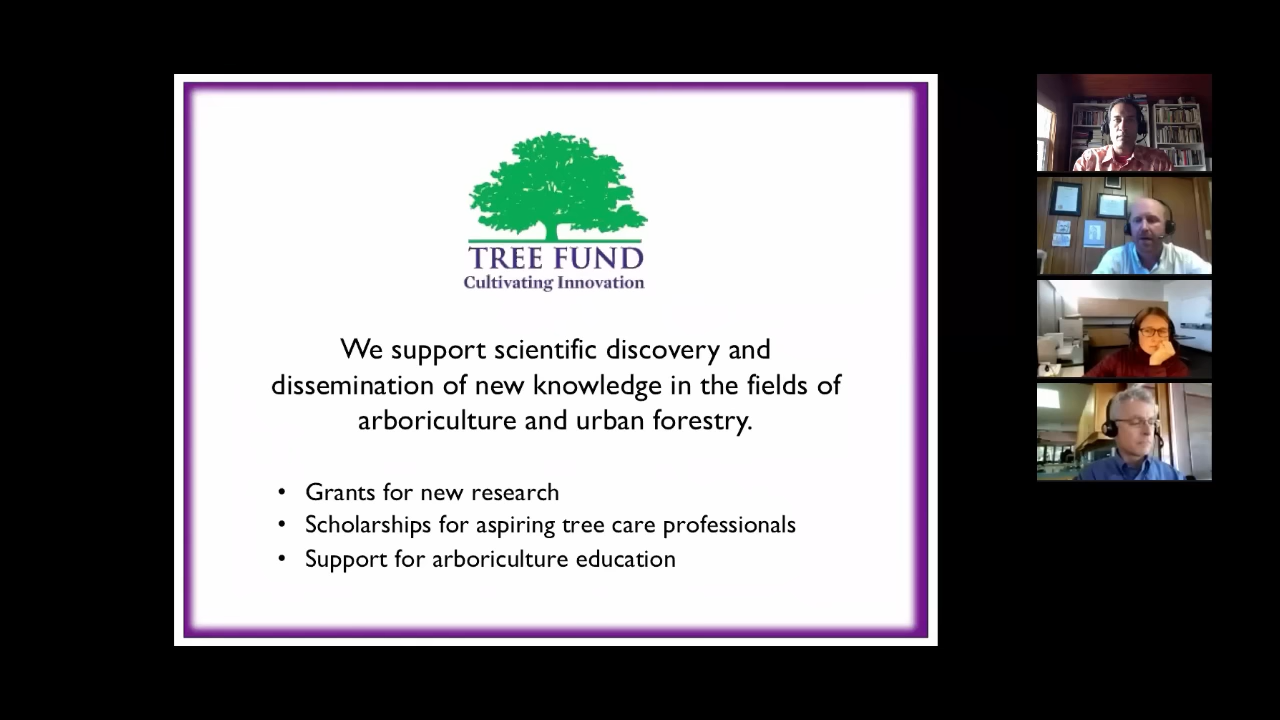 TREE FUND
Cultivating Innovation
We support scientific discovery and
dissemination of new knowledge in the fields of
arboriculture and urban forestry.
• Grants for new research
• Scholarships for aspiring tree care professionals
• Support for arboriculture education